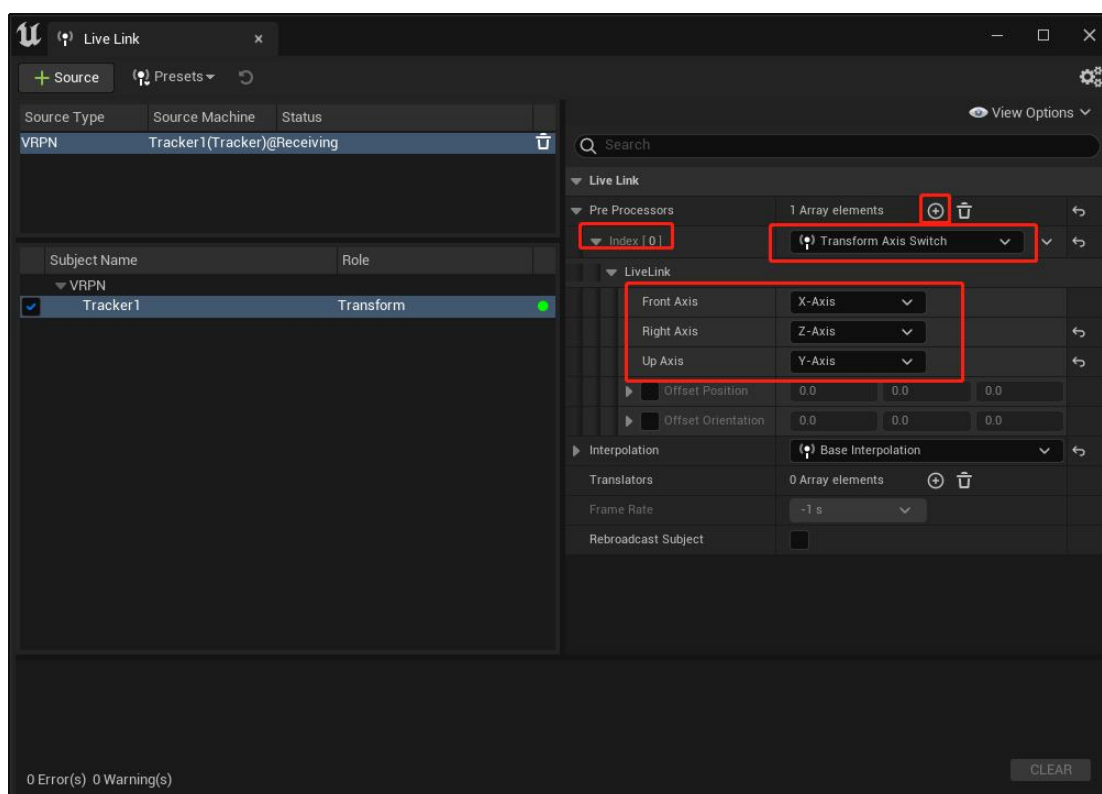 Live Link
+ Source Presets
Source Type Source Machine Status
VRPN Tracker1(Tracker)@Receiving
Subject Name Role
VRPN
Tracker1 Transform
View Options
Search
Live Link
Pre Processors 1 Array elements
Index [ 0 ] Transform Axis Switch
LiveLink
Front Axis X-Axis
Right Axis Z-Axis
Up Axis Y-Axis
Offset Position 0.0 0.0 0.0
Offset Orientation 0.0 0.0 0.0
Interpolation Base Interpolation
Translators 0 Array elements
Frame Rate -1 s
Rebroadcast Subject
0 Error(s) 0 Warning(s)
CLEAR